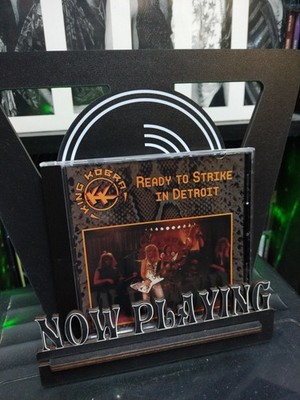 KING KOBRA
READY TO STRIKE
IN DETROIT
NOW PLAYING